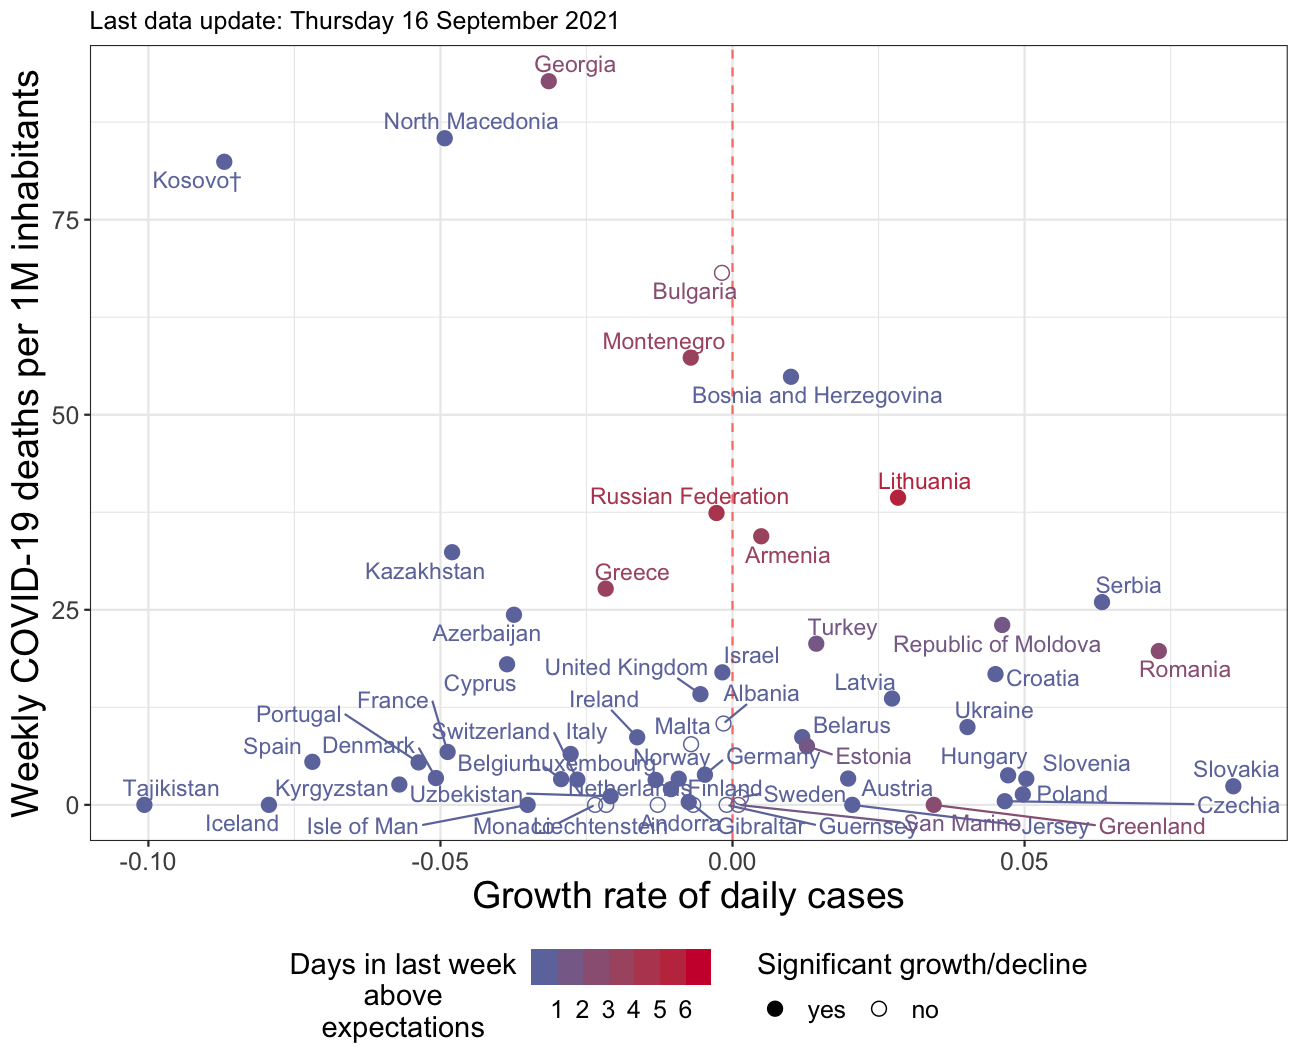 Last data update: Thursday 16 September 2021
Weekly COVID-19 deaths per 1M inhabitants
75
50
25
0
Georgia
North Macedonia
Kosovo†
Bulgaria
Montenegro
Bosnia and Herzegovina
Lithuania
Russian Federation
Armenia
Kazakhstan
Greece
Serbia
Azerbaijan
Turkey
Republic of Moldova
Israel
United Kingdom
Romania
Cyprus
Croatia
Latvia
Albania
France
Ireland
Portugal
Ukraine
Malta
Belarus
Switzerland
Italy
Spain
Denmark
Norway
Germany
Estonia
Hungary
Belgium
Luxembourg
Slovenia
Slovakia
Tajikistan
Kyrgyzstan
Uzbekistan
Netherlands
Finland
Sweden
Austria
Poland
Czechia
Iceland
Isle of Man
Monaco
Liechtenstein
Andorra
Gibraltar
Guernsey
San Marino
Jersey
Greenland
-0.10
-0.05
0.00
0.05
Growth rate of daily cases
Days in last week
above
expectations
1 2 3 4 5 6
Significant growth/decline
yes
no